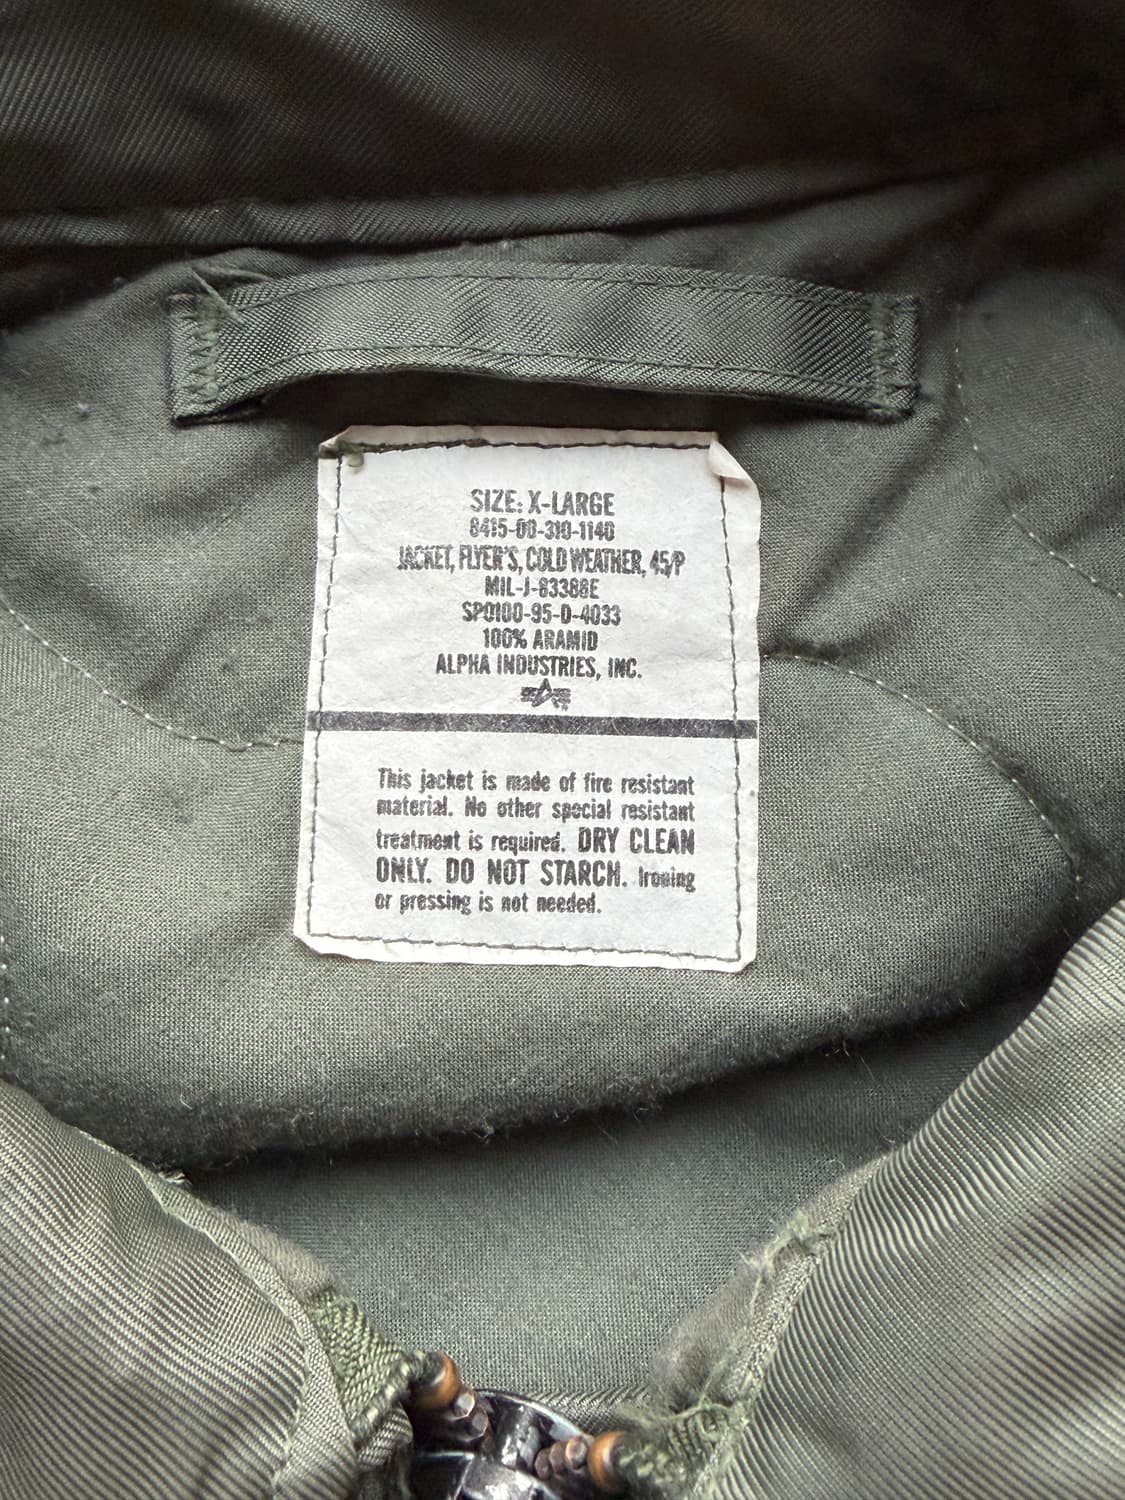 SIZE: X-LARGE
8415-00-310-1140
JACKET, FLYER'S, COLD WEATHER, 45/P
MIL-J-83388E
SPO100-95-D-4033
100% ARAMID
ALPHA INDUSTRIES, INC.
This jacket is made of fire resistant
material. No other special resistant
treatment is required. DRY CLEAN
ONLY. DO NOT STARCH. Ironing
or pressing is not needed.